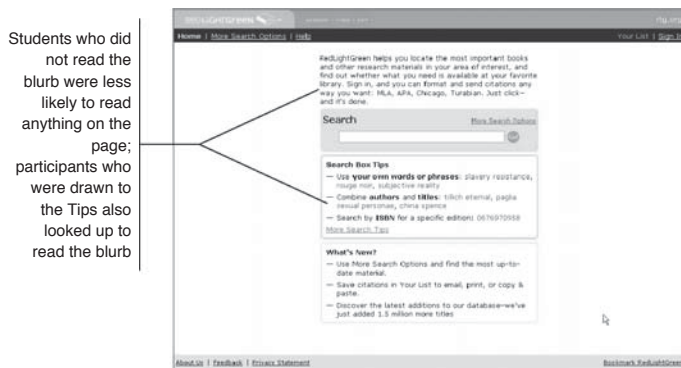 Students who did
not read the
blurb were less
likely to read
anything on the
page;
participants who
were drawn to
the Tips also
looked up to
read the blurb
REDLIGHTGREEN
rlg.org
Home | More Search Options | Help
Your List | Sign In
RedLightGreen helps you locate the most important books
and other research materials in your area of interest, and
find out whether what you need is available at your favorite
library. Sign in, and you can format and send citations any
way you want: MLA, APA, Chicago, Turabian. Just click—
and it's done.
Search
More Search Options
Search Box Tips
— Use your own words or phrases: slavery resistance,
rouge noir, subjective reality
— Combine authors and titles: tillich eternal, paglia
sexual personae, china spence
— Search by ISBN for a specific edition: 0676970958
More Search Tips
What's New?
— Use More Search Options and find the most up-to-
date material.
— Save citations in Your List to email, print, or copy &
paste.
— Discover the latest additions to our database—we've
just added 1.5 million more titles
About Us | Feedback | Privacy Statement
Bookmark RedLightGreen